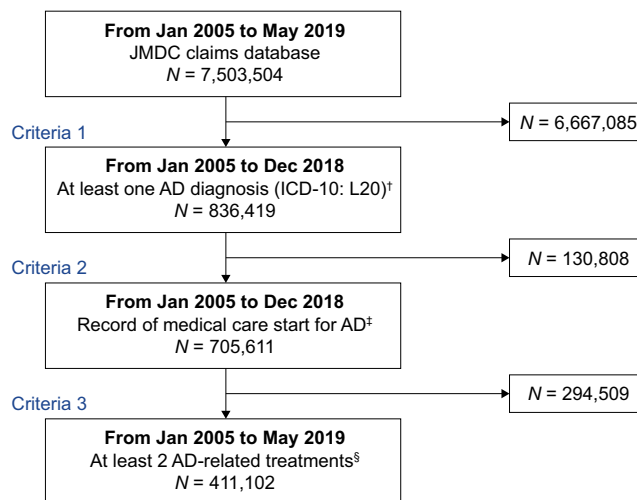 From Jan 2005 to May 2019
JMDC claims database
N = 7,503,504
N = 6,667,085
Criteria 1
From Jan 2005 to Dec 2018
At least one AD diagnosis (ICD-10: L20)†
N = 836,419
N = 130,808
Criteria 2
From Jan 2005 to Dec 2018
Record of medical care start for AD‡
N = 705,611
N = 294,509
Criteria 3
From Jan 2005 to May 2019
At least 2 AD-related treatments§
N = 411,102